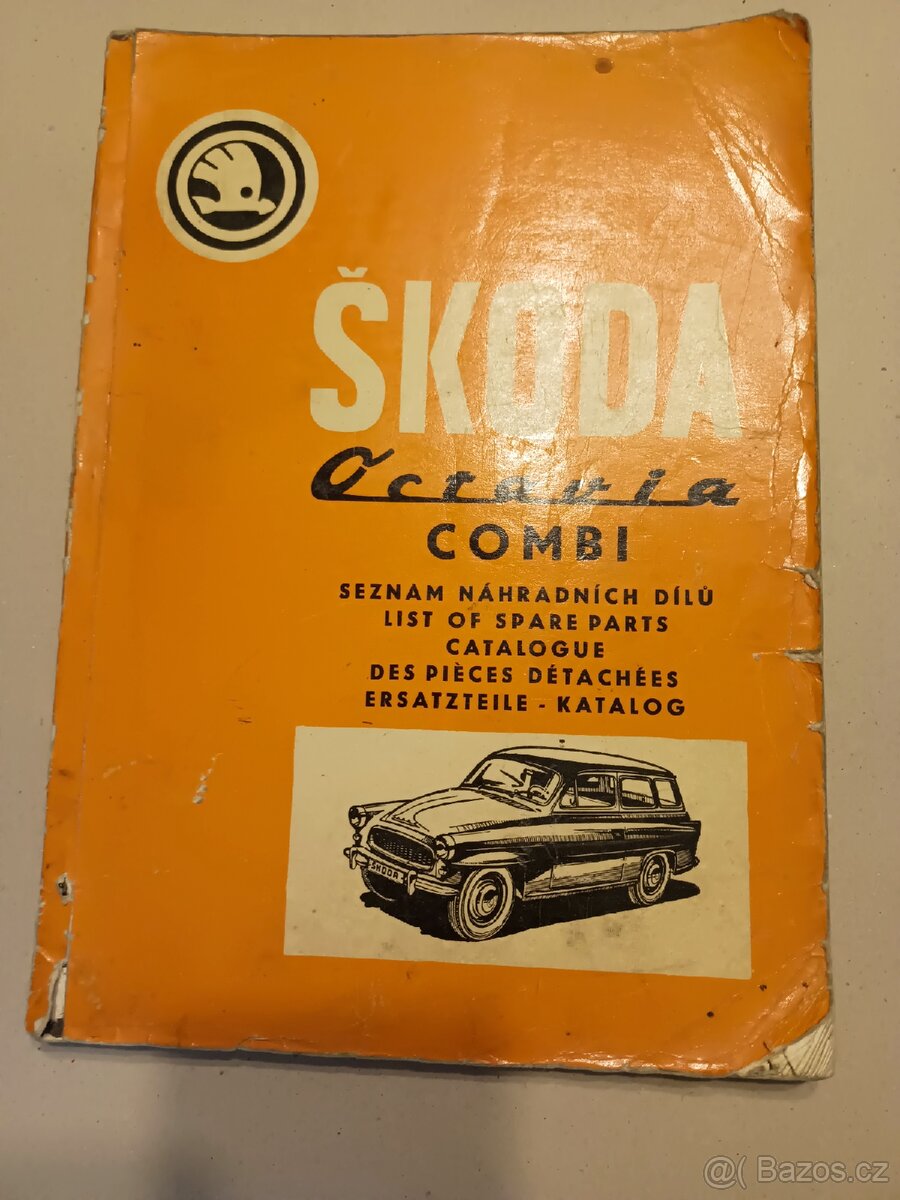 ŠKODA
Octavia
COMBI
SEZNAM NÁHRADNÍCH DÍLŮ
LIST OF SPARE PARTS
CATALOGUE
DES PIÈCES DÉTACHÉES
ERSATZTEILE - KATALOG
ŠKODA
@( Bazos.cz